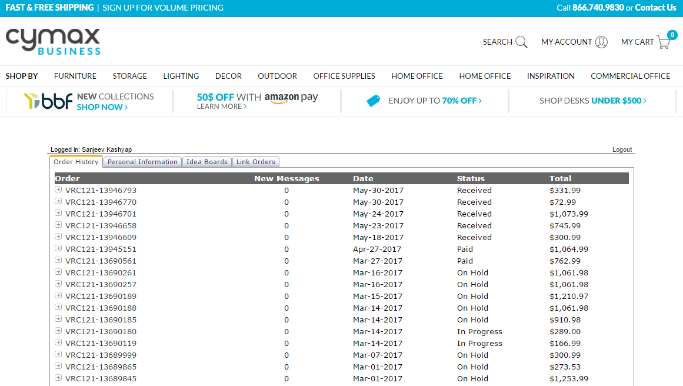 FAST & FREE SHIPPING | SIGN UP FOR VOLUME PRICING Call 866.740.9830 or Contact Us
cymax BUSINESS
SEARCH MY ACCOUNT MY CART 0
SHOP BY FURNITURE STORAGE LIGHTING DECOR OUTDOOR OFFICE SUPPLIES HOME OFFICE HOME OFFICE INSPIRATION COMMERCIAL OFFICE
bbf NEW COLLECTIONS SHOP NOW > 50$ OFF WITH amazon pay LEARN MORE > ENJOY UP TO 70% OFF > SHOP DESKS UNDER $500 >
Logged in: Sanjeev Kashyap Logout
Order History Personal Information Idea Boards Link Orders
Order New Messages Date Status Total
VRC121-13946793 0 May-30-2017 Received $331.99
VRC121-13946770 0 May-30-2017 Received $72.99
VRC121-13946701 0 May-24-2017 Received $1,073.99
VRC121-13946658 0 May-23-2017 Received $745.99
VRC121-13946609 0 May-18-2017 Received $300.99
VRC121-13945151 0 Apr-27-2017 Paid $1,064.99
VRC121-13690561 0 Mar-27-2017 Paid $762.99
VRC121-13690261 0 Mar-16-2017 On Hold $1,061.98
VRC121-13690257 0 Mar-16-2017 On Hold $1,061.98
VRC121-13690189 0 Mar-15-2017 On Hold $1,210.97
VRC121-13690188 0 Mar-14-2017 On Hold $1,061.98
VRC121-13690185 0 Mar-14-2017 On Hold $910.98
VRC121-13690180 0 Mar-14-2017 In Progress $289.00
VRC121-13690119 0 Mar-14-2017 In Progress $166.99
VRC121-13689999 0 Mar-07-2017 On Hold $300.99
VRC121-13689865 0 Mar-01-2017 On Hold $273.53
VRC121-13689845 0 Mar-01-2017 On Hold $1,253.99